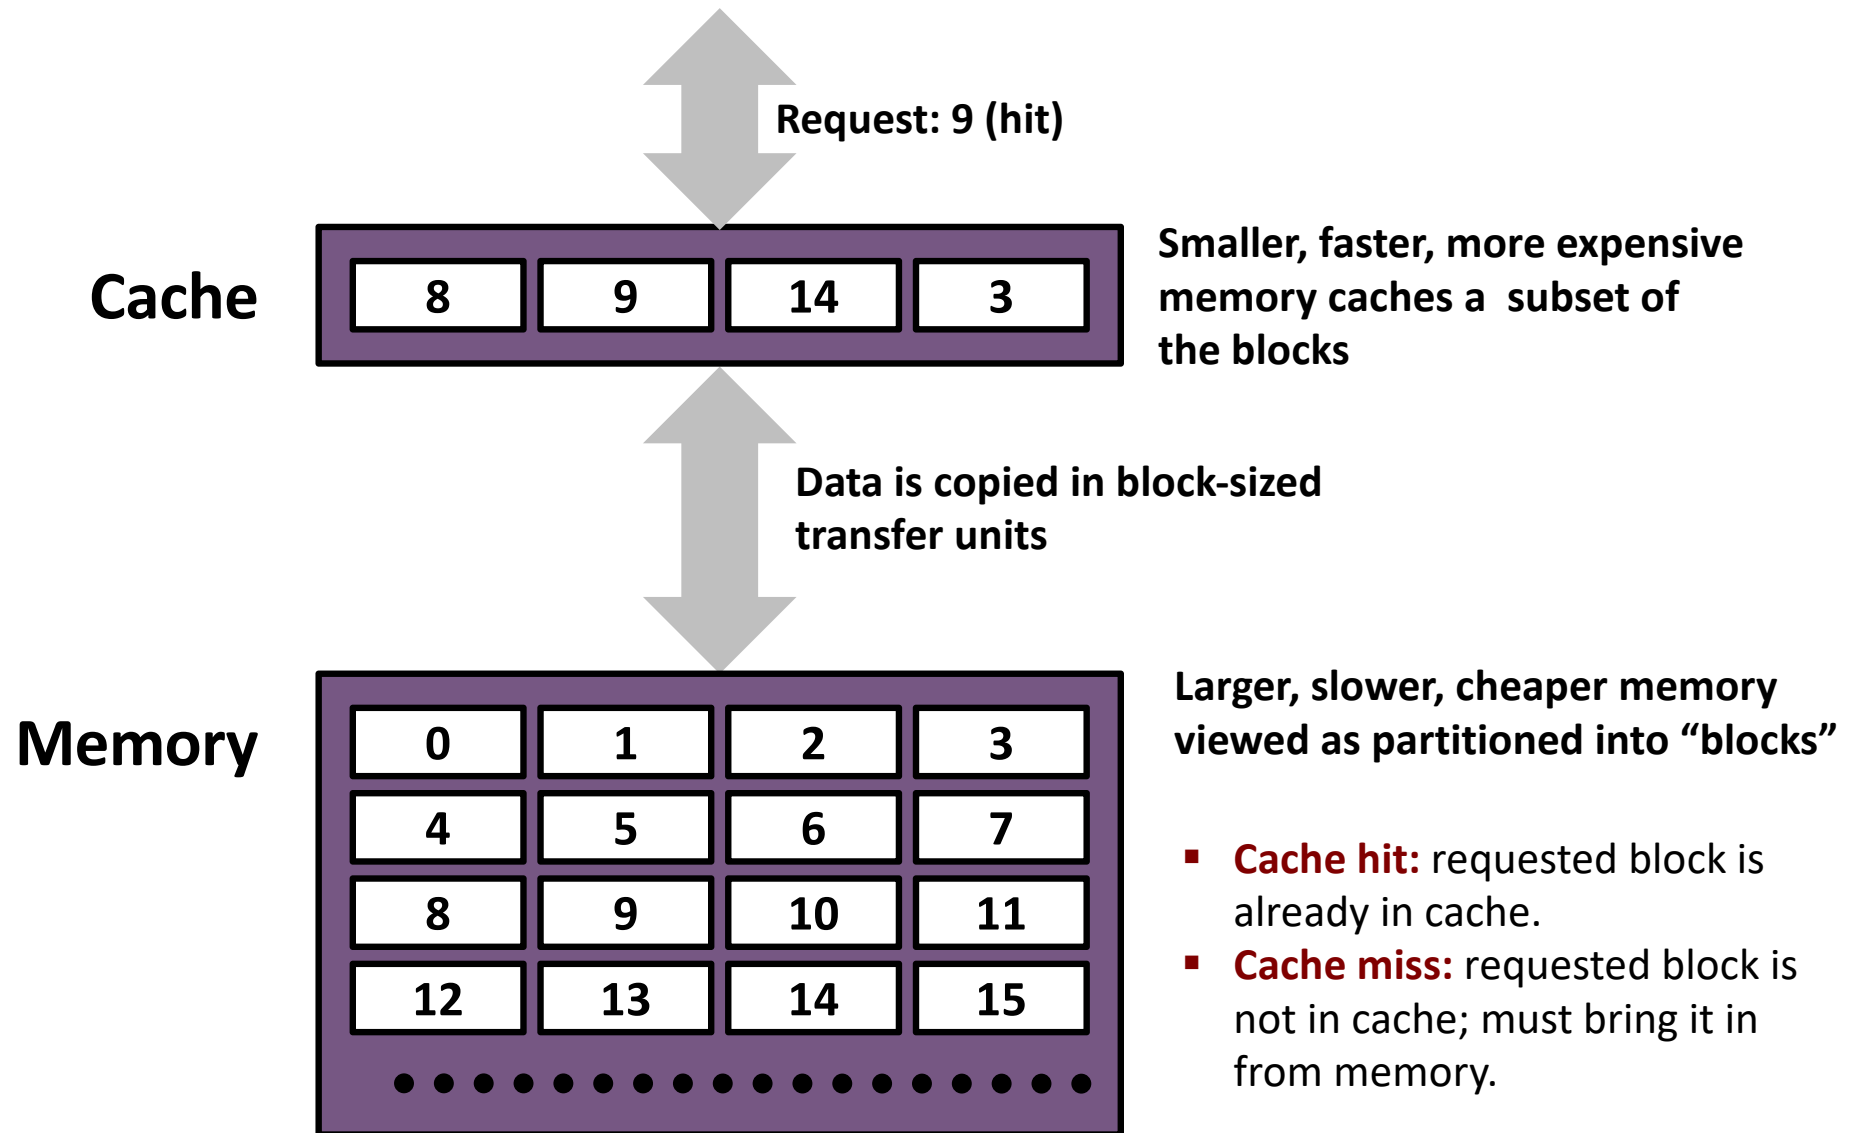 Request: 9 (hit)
Cache
8 9 14 3
Smaller, faster, more expensive
memory caches a  subset of
the blocks
Data is copied in block-sized
transfer units
Memory
0 1 2 3
4 5 6 7
8 9 10 11
12 13 14 15
Larger, slower, cheaper memory
viewed as partitioned into “blocks”
▪ Cache hit: requested block is
already in cache.
▪ Cache miss: requested block is
not in cache; must bring it in
from memory.